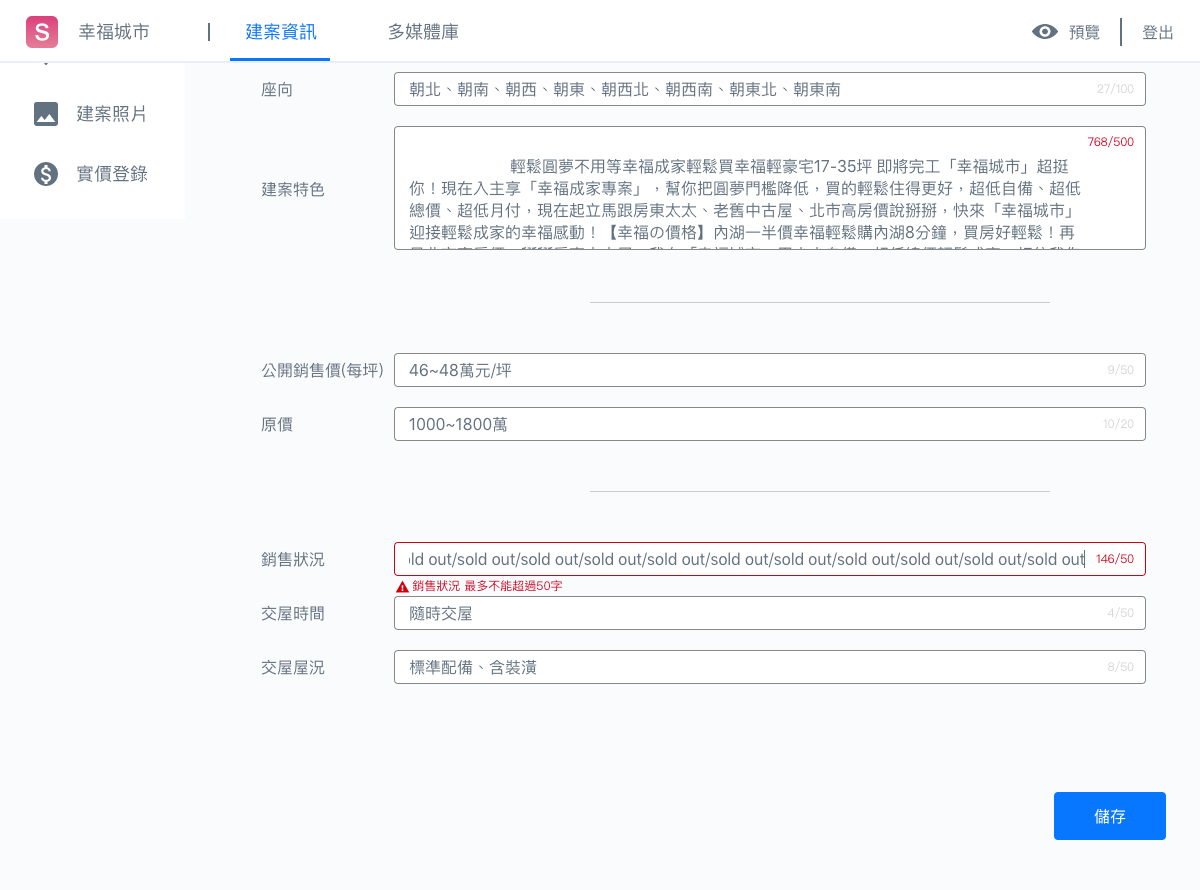 S 幸福城市 建案資訊 多媒體庫 預覽 登出
座向 朝北、朝南、朝西、朝東、朝西北、朝西南、朝東北、朝東南 27/100
建案照片
實價登錄
768/500
建案特色
輕鬆圓夢不用等幸福成家輕鬆買幸福輕豪宅17-35坪 即將完工「幸福城市」超挺
你！現在入主享「幸福成家專案」，幫你把圓夢門檻降低，買的輕鬆住得更好，超低自備、超低
總價、超低月付，現在起立馬跟房東太太、老舊中古屋、北市高房價說掰掰，快來「幸福城市」
迎接輕鬆成家的幸福感動！【幸福の價格】內湖一半價幸福輕鬆購內湖8分鐘，買房好輕鬆！再
公開銷售價(每坪) 46~48萬元/坪 9/50
原價 1000~1800萬 10/20
銷售狀況 ld out/sold out/sold out/sold out/sold out/sold out/sold out/sold out/sold out/sold out/sold out 146/50
銷售狀況 最多不能超過50字
交屋時間 隨時交屋 4/50
交屋屋況 標準配備、含裝潢 8/50
儲存